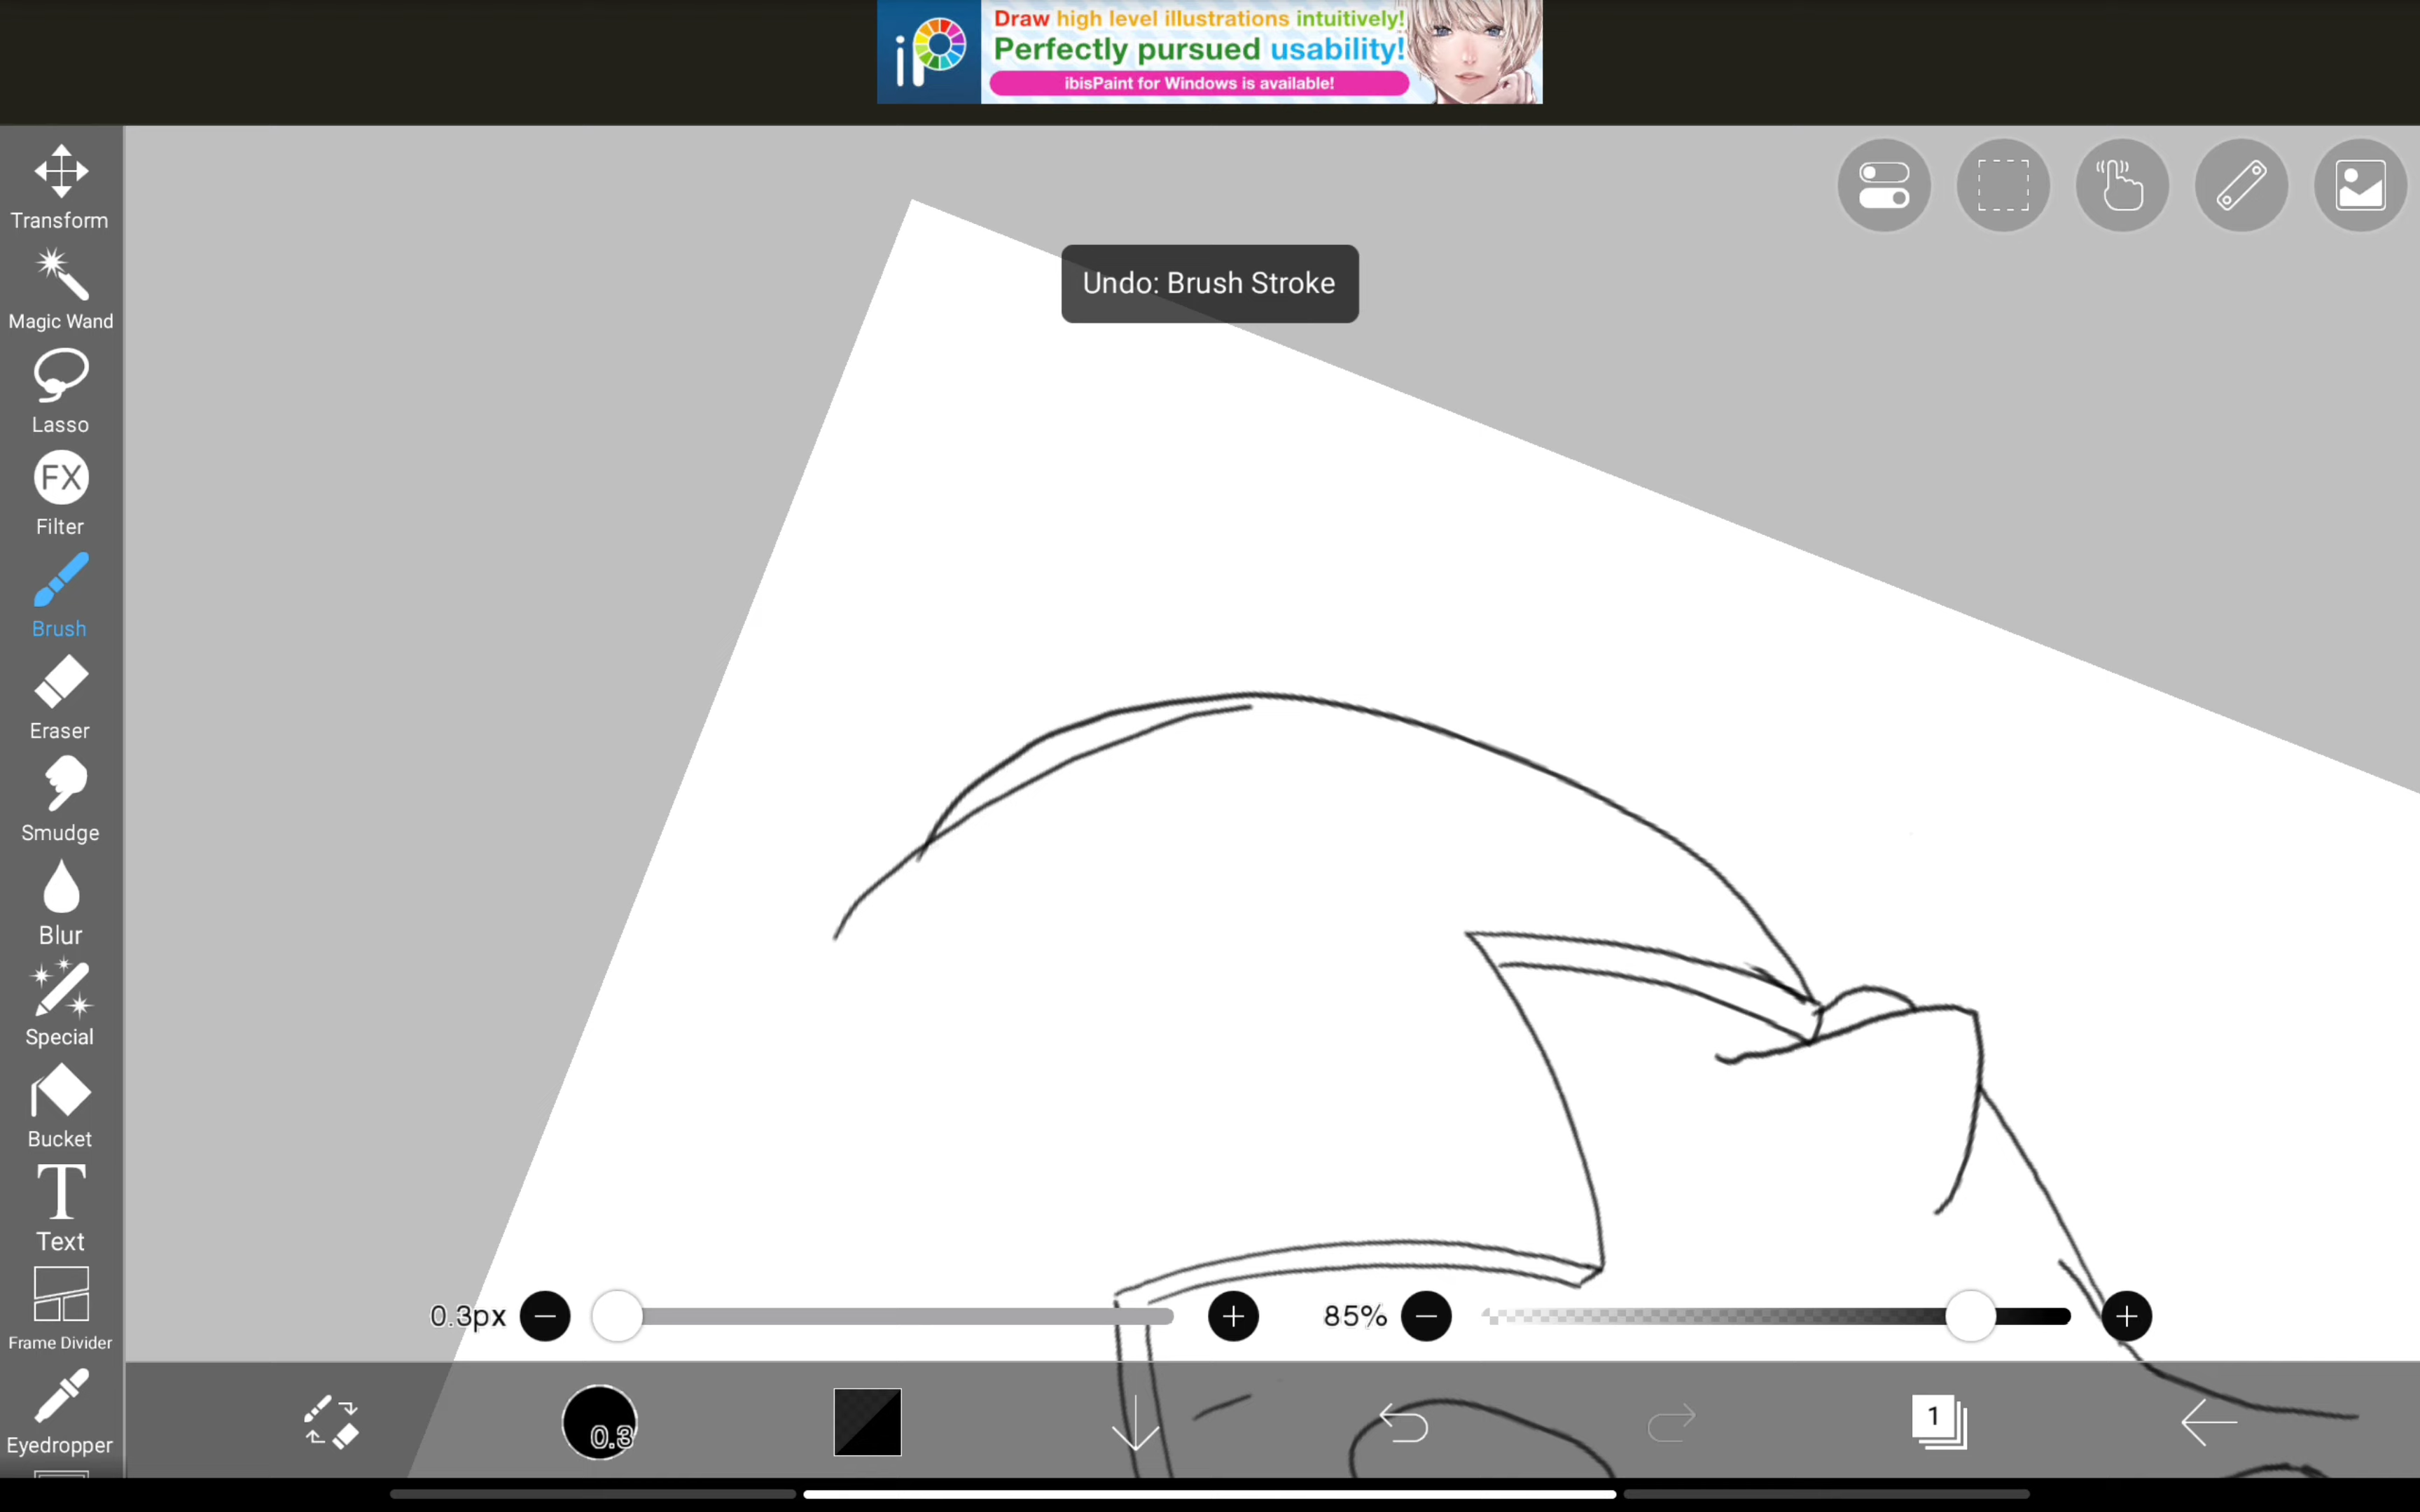 iP
Draw high level illustrations intuitively!
Perfectly pursued usability!
ibisPaint for Windows is available!
Transform
Undo: Brush Stroke
Magic Wand
Lasso
FX
Filter
Brush
Eraser
Smudge
Blur
Special
Bucket
T
Text
0.3px
85%
Frame Divider
0.3
1
Eyedropper